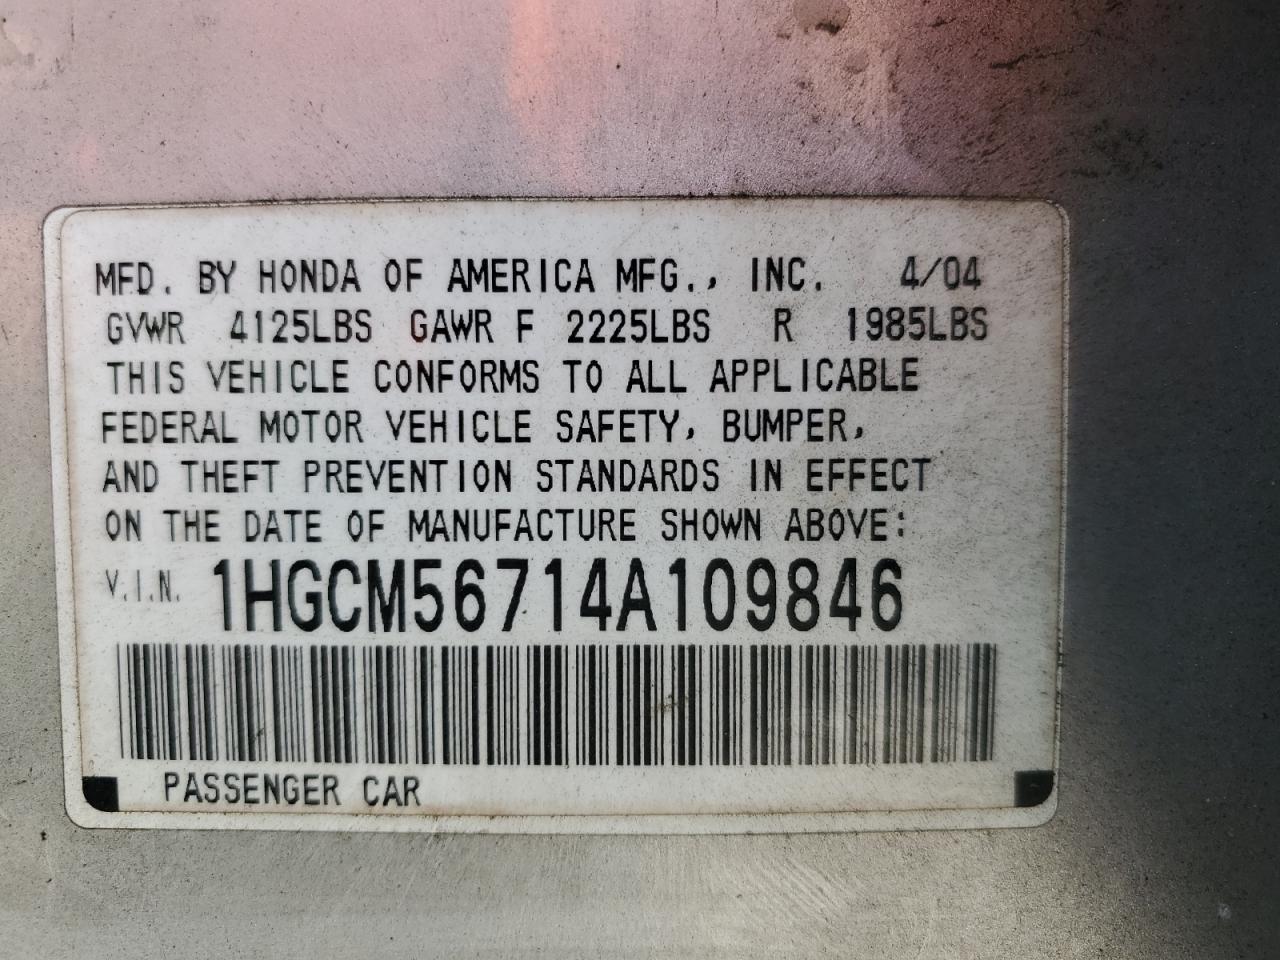 MFD. BY HONDA OF AMERICA MFG., INC. 4/04
GVWR 4125LBS GAWR F 2225LBS R 1985LBS
THIS VEHICLE CONFORMS TO ALL APPLICABLE
FEDERAL MOTOR VEHICLE SAFETY, BUMPER,
AND THEFT PREVENTION STANDARDS IN EFFECT
ON THE DATE OF MANUFACTURE SHOWN ABOVE:
V.I.N. 1HGCM56714A109846
PASSENGER CAR